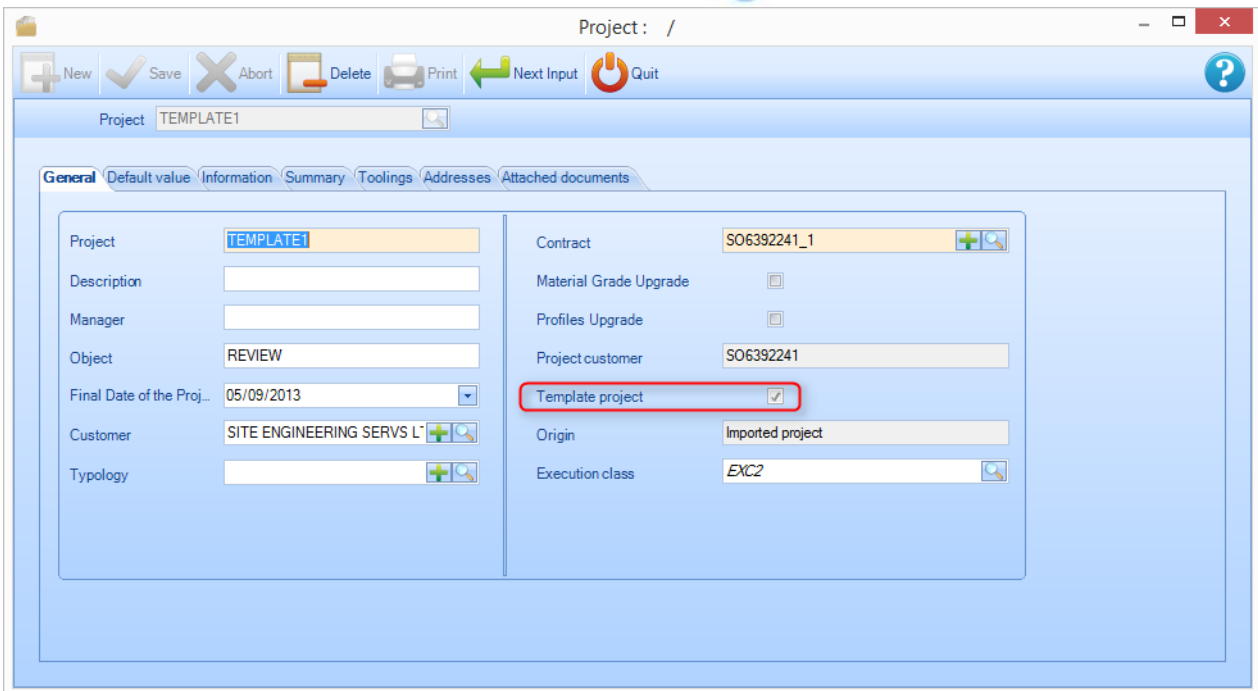 Project : /
New Save Abort Delete Print Next Input Quit ?
Project TEMPLATE1
General Default value Information Summary Toolings Addresses Attached documents
Project TEMPLATE1
Description
Manager
Object REVIEW
Final Date of the Proj... 05/09/2013
Customer SITE ENGINEERING SERVS
Typology
Contract SO6392241_1
Material Grade Upgrade
Profiles Upgrade
Project customer SO6392241
Template project
Origin Imported project
Execution class EXC2